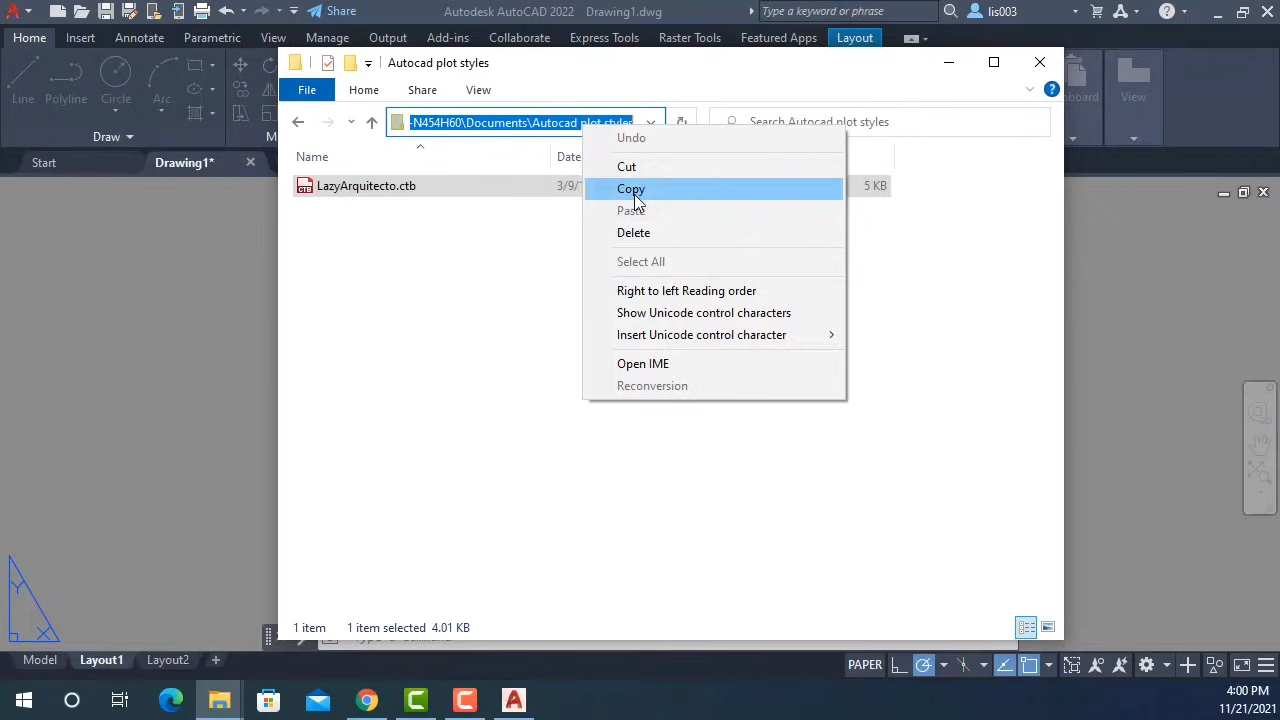 Share
Autodesk AutoCAD 2022 Drawing1.dwg
Type a keyword or phrase
lis003
Home Insert Annotate Parametric View Manage Output Add-ins Collaborate Express Tools Raster Tools Featured Apps Layout
Autocad plot styles
File Home Share View
Line Polyline Circle Arc
View
Draw
-N454H60\Documents\Autocad plot styles
Search Autocad plot styles
Start Drawing1*
Name
LazyArquitecto.ctb
5 KB
Undo
Cut
Copy
Paste
Delete
Select All
Right to left Reading order
Show Unicode control characters
Insert Unicode control character
Open IME
Reconversion
Y
X
1 item 1 item selected 4.01 KB
Model Layout1 Layout2 +
PAPER
4:00 PM
11/21/2021